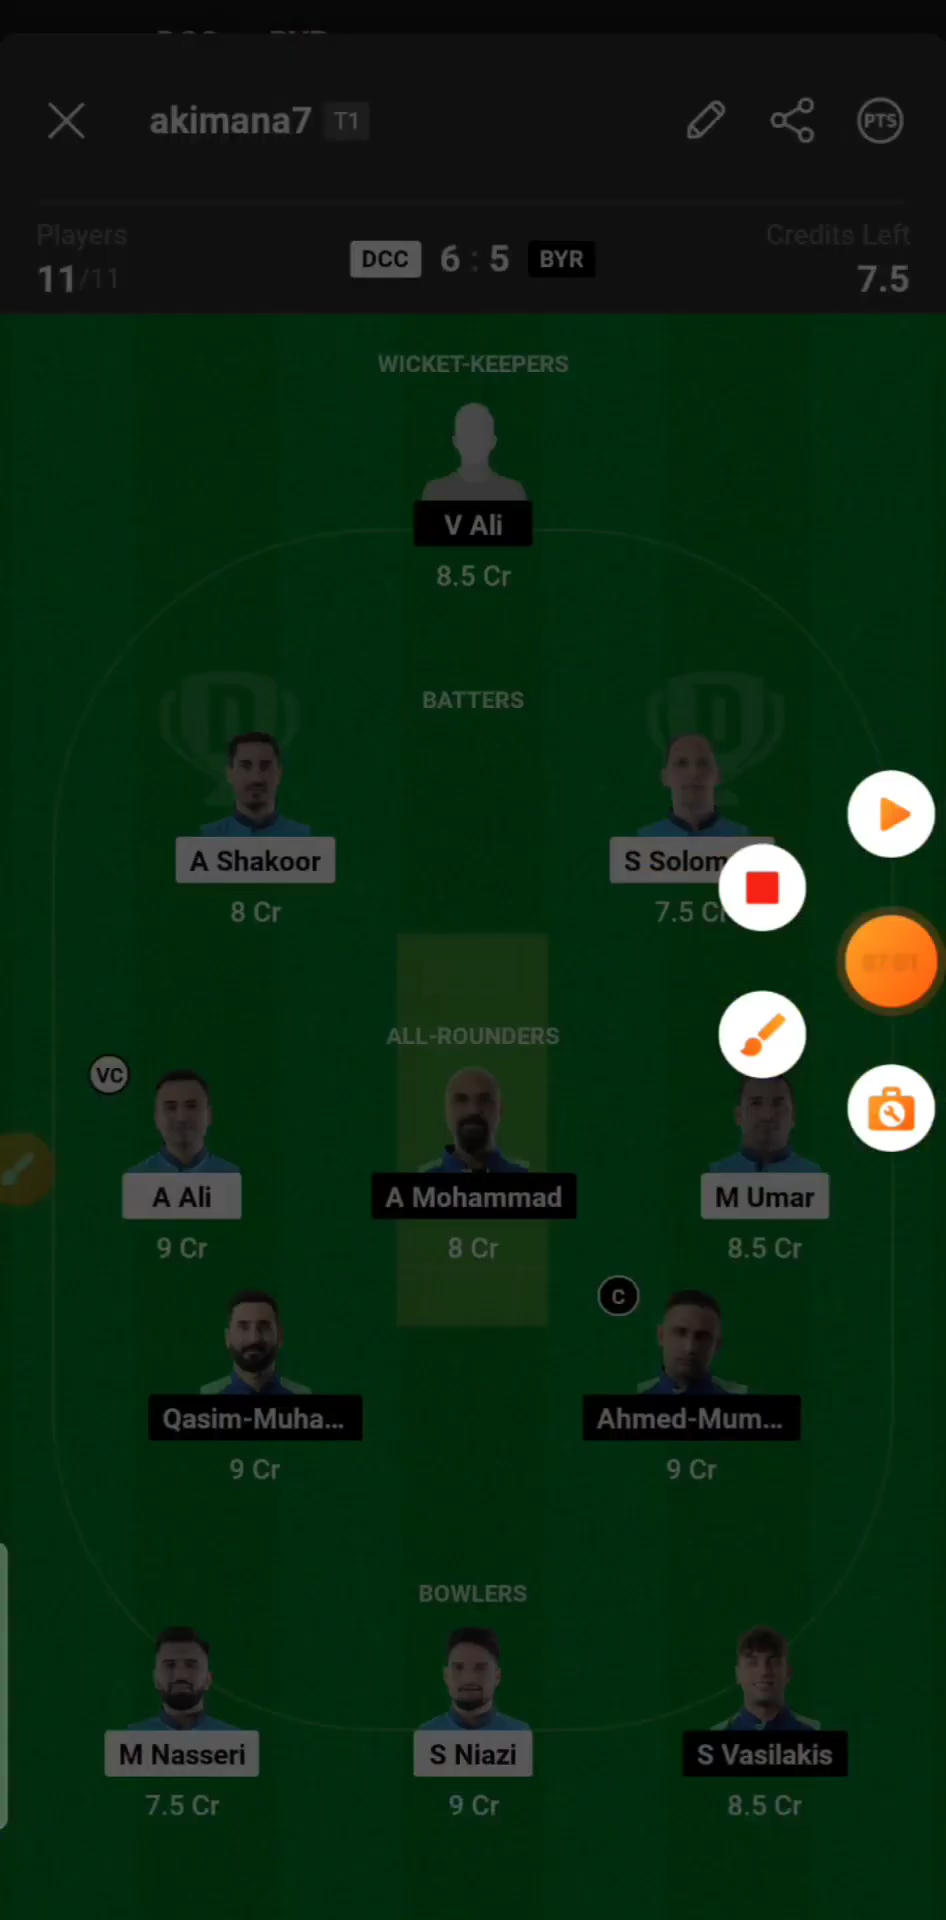 akimana7 T1 PTS
Players Credits Left
11/11 DCC 6 : 5 BYR 7.5
WICKET-KEEPERS
V Ali
8.5 Cr
BATTERS
A Shakoor S Solom
8 Cr 7.5 Cr
ALL-ROUNDERS
VC
A Ali A Mohammad M Umar
9 Cr 8 Cr 8.5 Cr
C
Qasim-Muha... Ahmed-Mum...
9 Cr 9 Cr
BOWLERS
M Nasseri S Niazi S Vasilakis
7.5 Cr 9 Cr 8.5 Cr